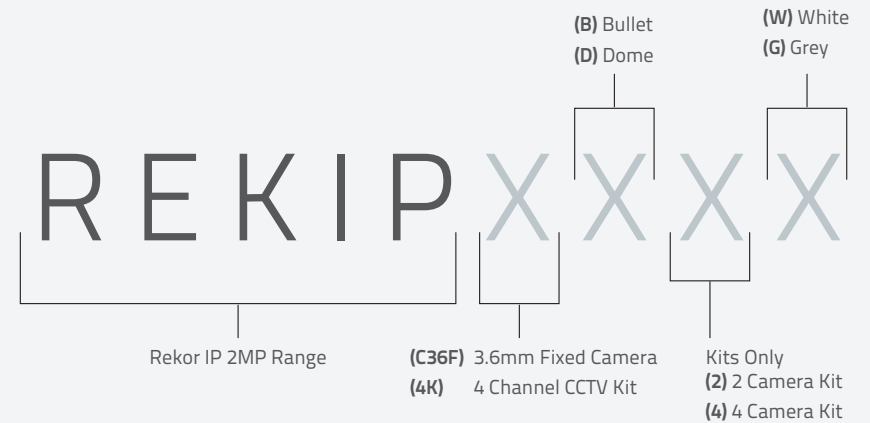 (B) Bullet
(D) Dome
(W) White
(G) Grey
REKIPXXXX
Rekor IP 2MP Range
(C36F) 3.6mm Fixed Camera
(4K) 4 Channel CCTV Kit
Kits Only
(2) 2 Camera Kit
(4) 4 Camera Kit